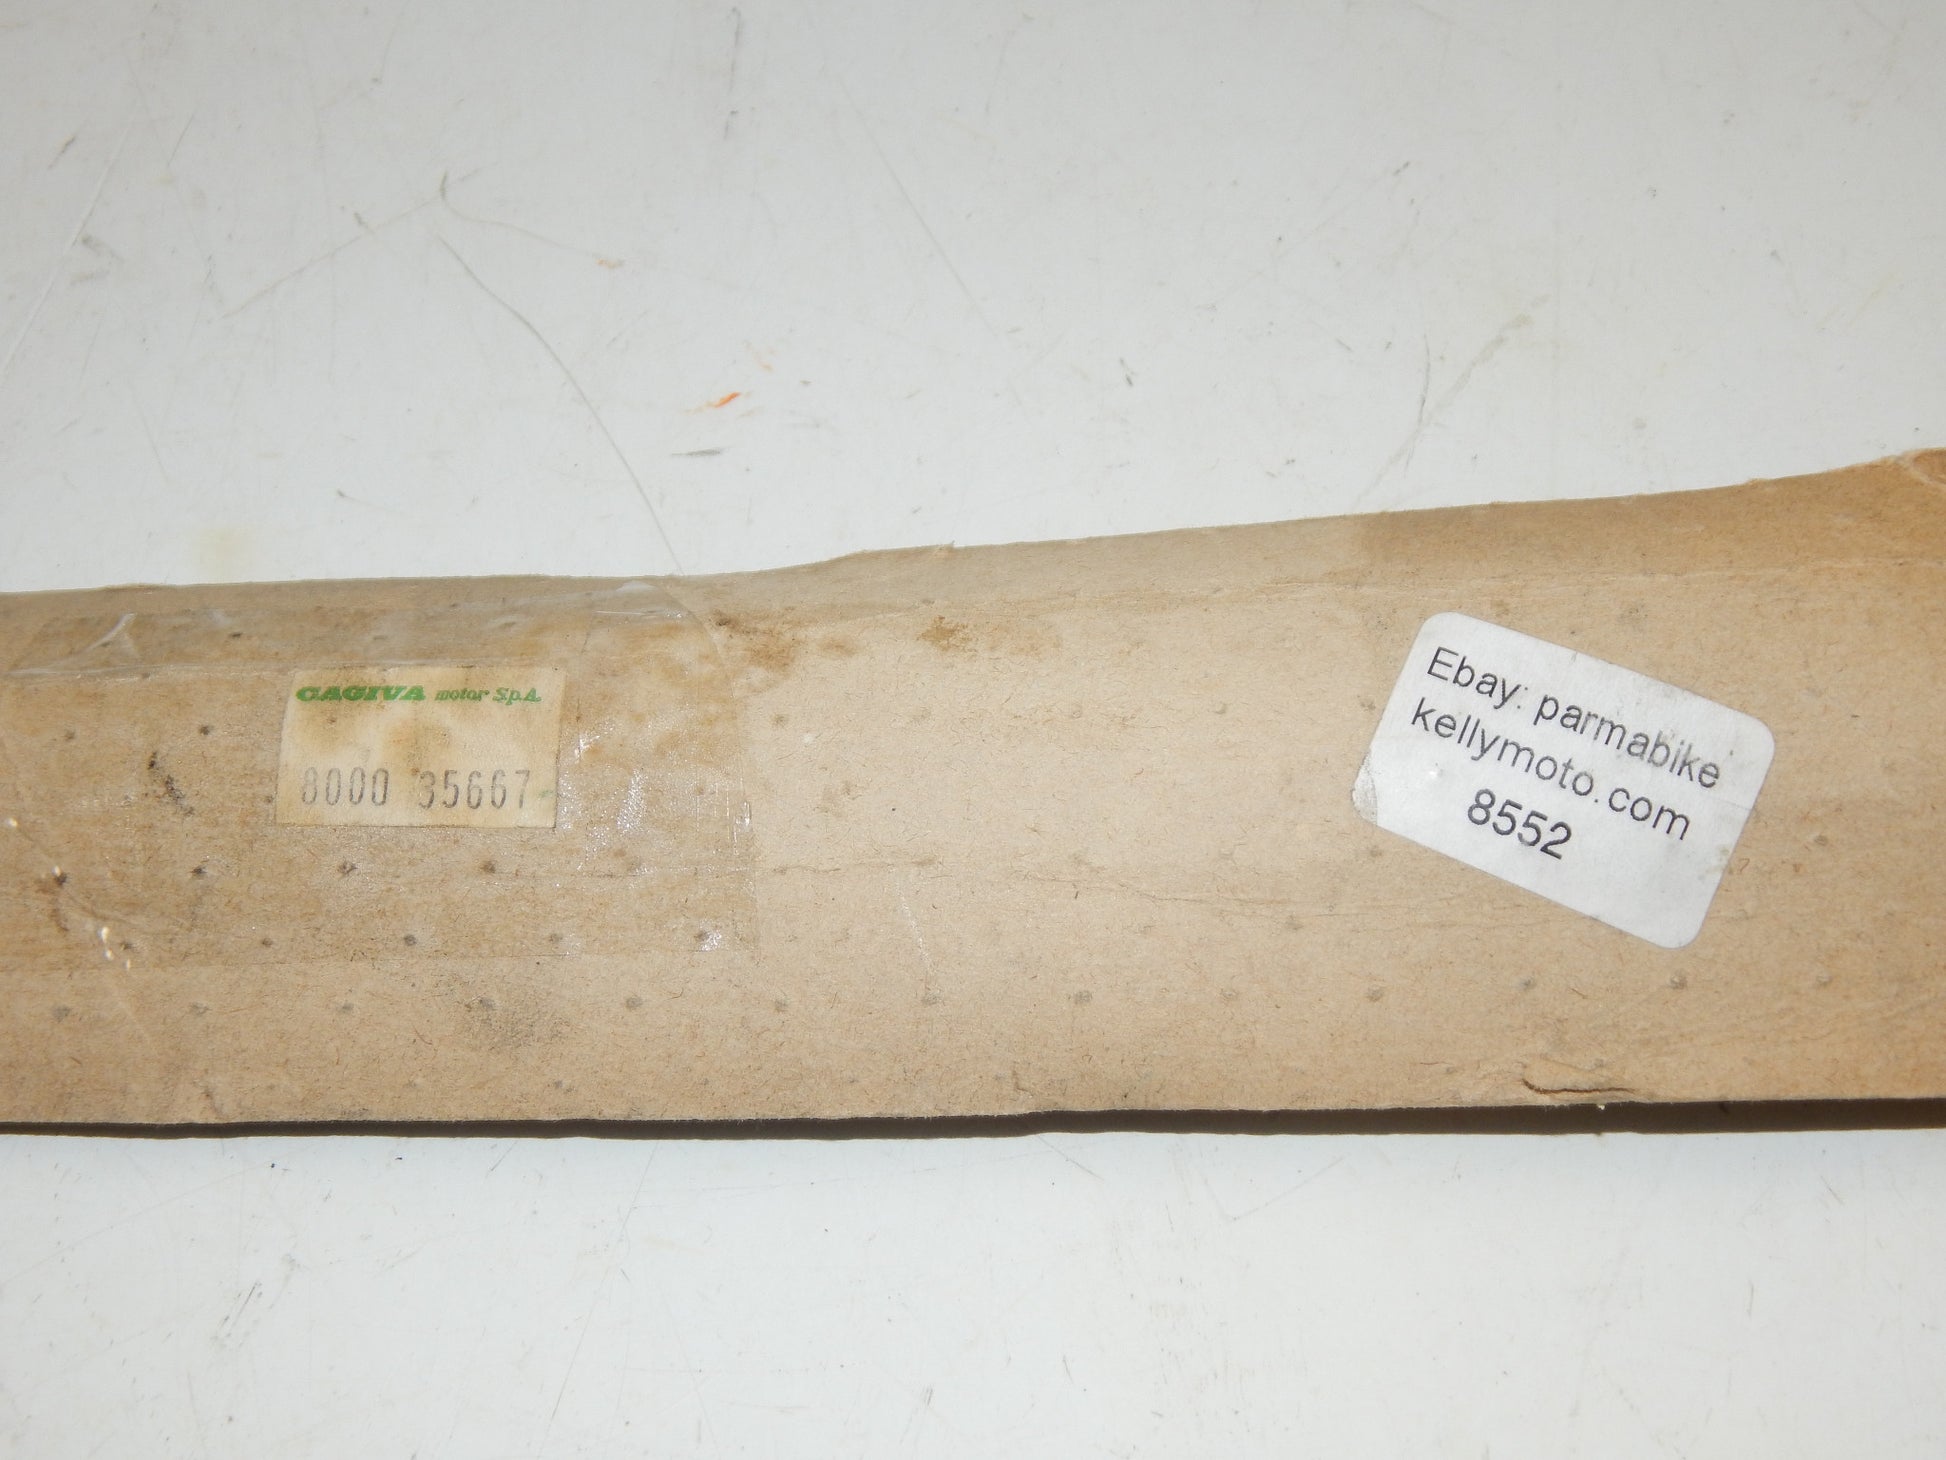 CAGIVA motor S.p.A.
8000 35667
Ebay: parmabike
kellymoto.com
8552